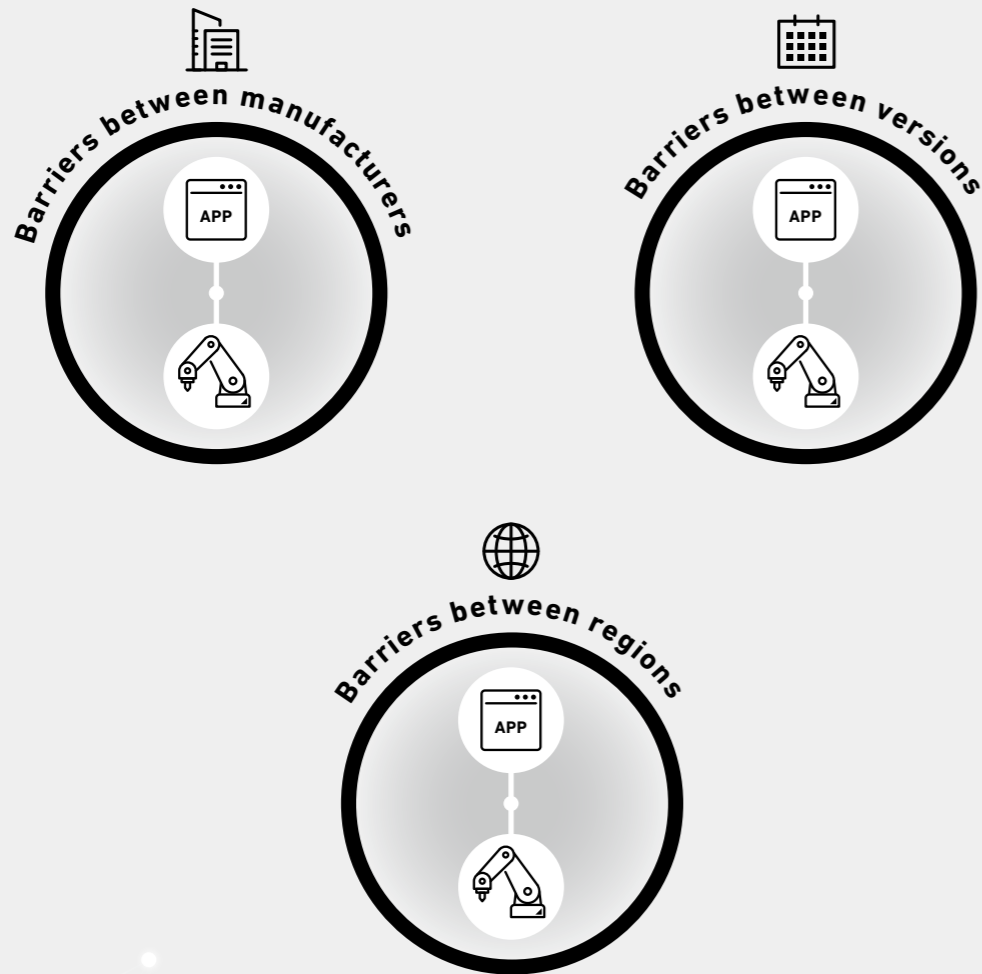 Barriers between manufacturers
APP
Barriers between versions
APP
Barriers between regions
APP